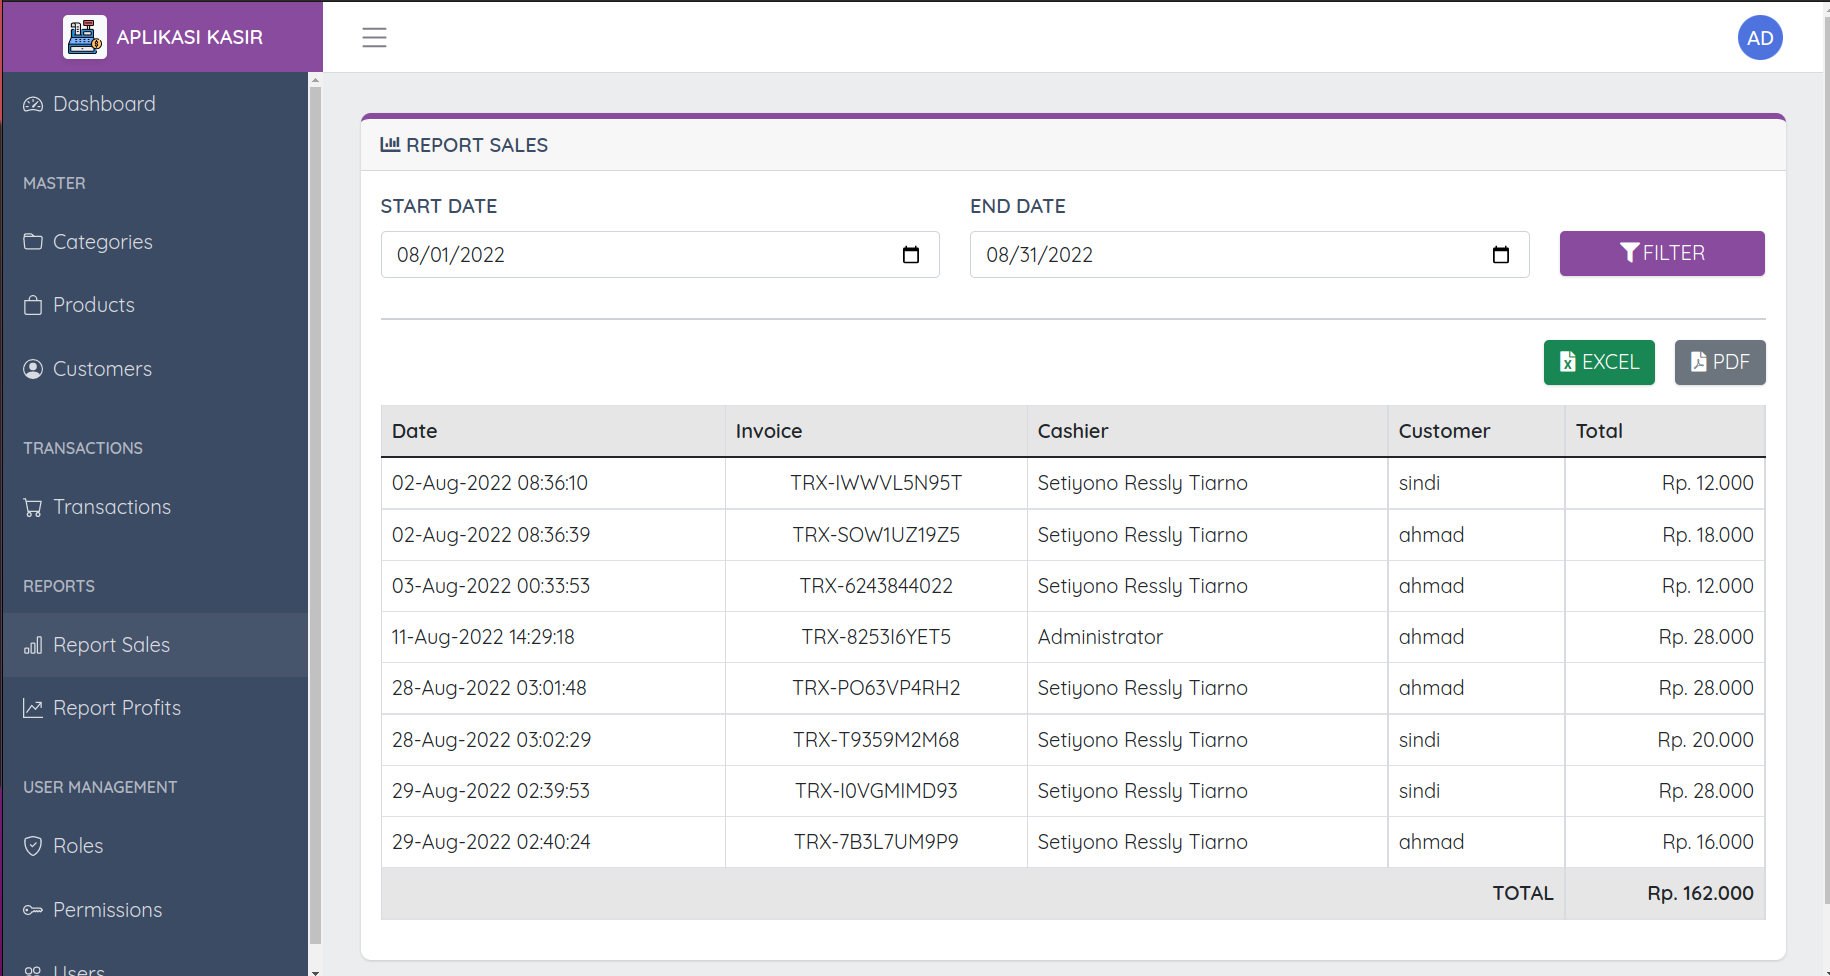 APLIKASI KASIR
AD
Dashboard
MASTER
Categories
Products
Customers
TRANSACTIONS
Transactions
REPORTS
Report Sales
Report Profits
USER MANAGEMENT
Roles
Permissions
Users
REPORT SALES
START DATE
END DATE
08/01/2022
08/31/2022
FILTER
EXCEL
PDF
Date Invoice Cashier Customer Total
02-Aug-2022 08:36:10 TRX-IWWVL5N95T Setiyono Ressly Tiarno sindi Rp. 12.000
02-Aug-2022 08:36:39 TRX-SOW1UZ19Z5 Setiyono Ressly Tiarno ahmad Rp. 18.000
03-Aug-2022 00:33:53 TRX-6243844022 Setiyono Ressly Tiarno ahmad Rp. 12.000
11-Aug-2022 14:29:18 TRX-8253I6YET5 Administrator ahmad Rp. 28.000
28-Aug-2022 03:01:48 TRX-PO63VP4RH2 Setiyono Ressly Tiarno ahmad Rp. 28.000
28-Aug-2022 03:02:29 TRX-T9359M2M68 Setiyono Ressly Tiarno sindi Rp. 20.000
29-Aug-2022 02:39:53 TRX-I0VGMIMD93 Setiyono Ressly Tiarno sindi Rp. 28.000
29-Aug-2022 02:40:24 TRX-7B3L7UM9P9 Setiyono Ressly Tiarno ahmad Rp. 16.000
TOTAL Rp. 162.000